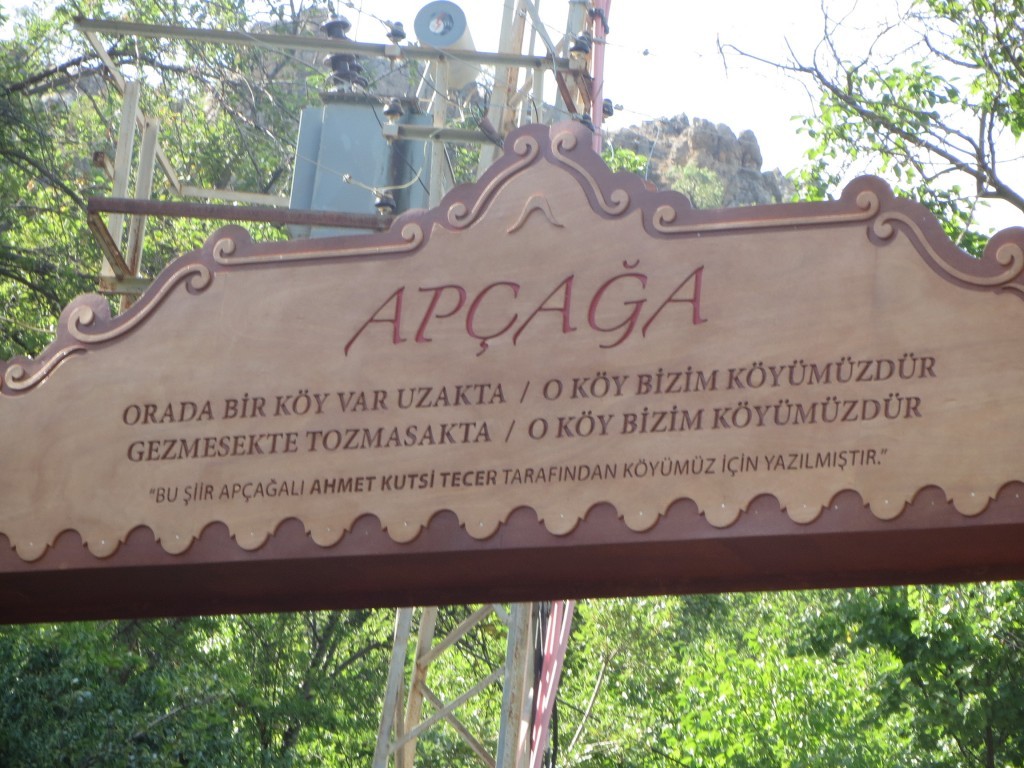 APÇAĞA
ORADA BİR KÖY VAR UZAKTA / O KÖY BİZİM KÖYÜMÜZDÜR
GEZMESEKTE TOZMASAKTA / O KÖY BİZİM KÖYÜMÜZDÜR
"BU ŞİİR APÇAĞALI AHMET KUTSİ TECER TARAFINDAN KÖYÜMÜZ İÇİN YAZILMIŞTIR."